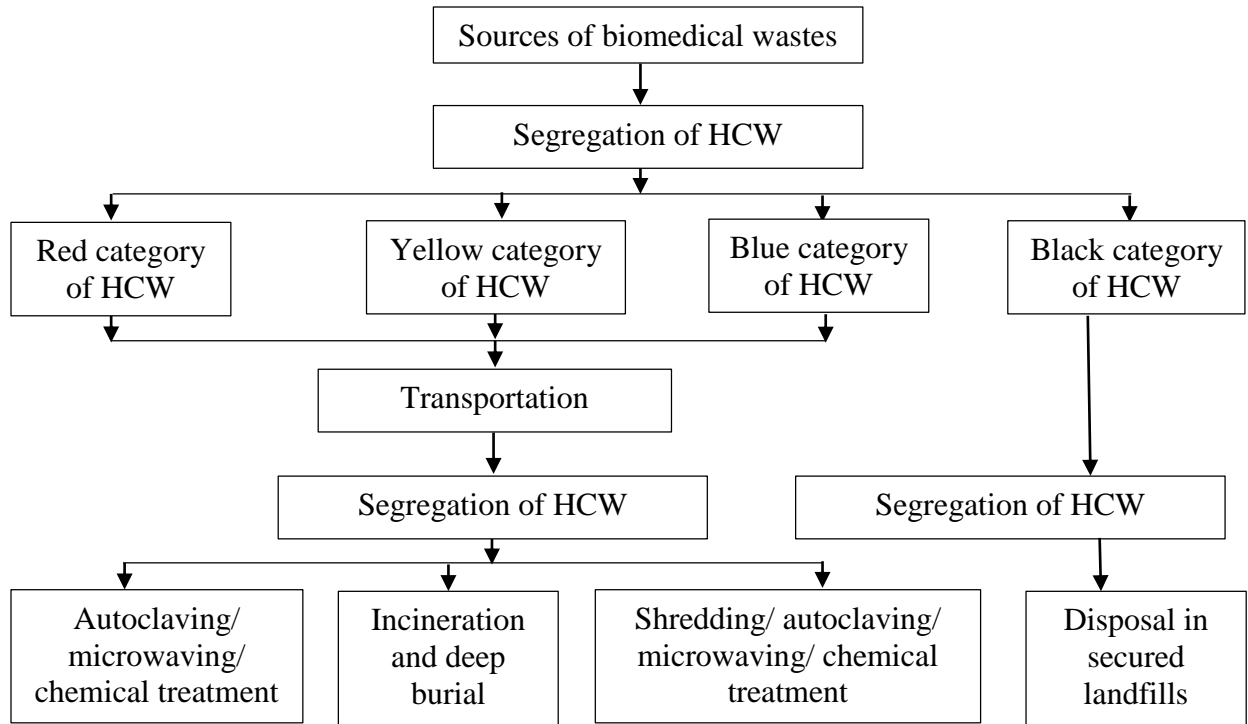 Sources of biomedical wastes
Segregation of HCW
Red category
of HCW
Yellow category
of HCW
Blue category
of HCW
Black category
of HCW
Transportation
Segregation of HCW
Segregation of HCW
Autoclaving/
microwaving/
chemical treatment
Incineration
and deep
burial
Shredding/ autoclaving/
microwaving/ chemical
treatment
Disposal in
secured
landfills